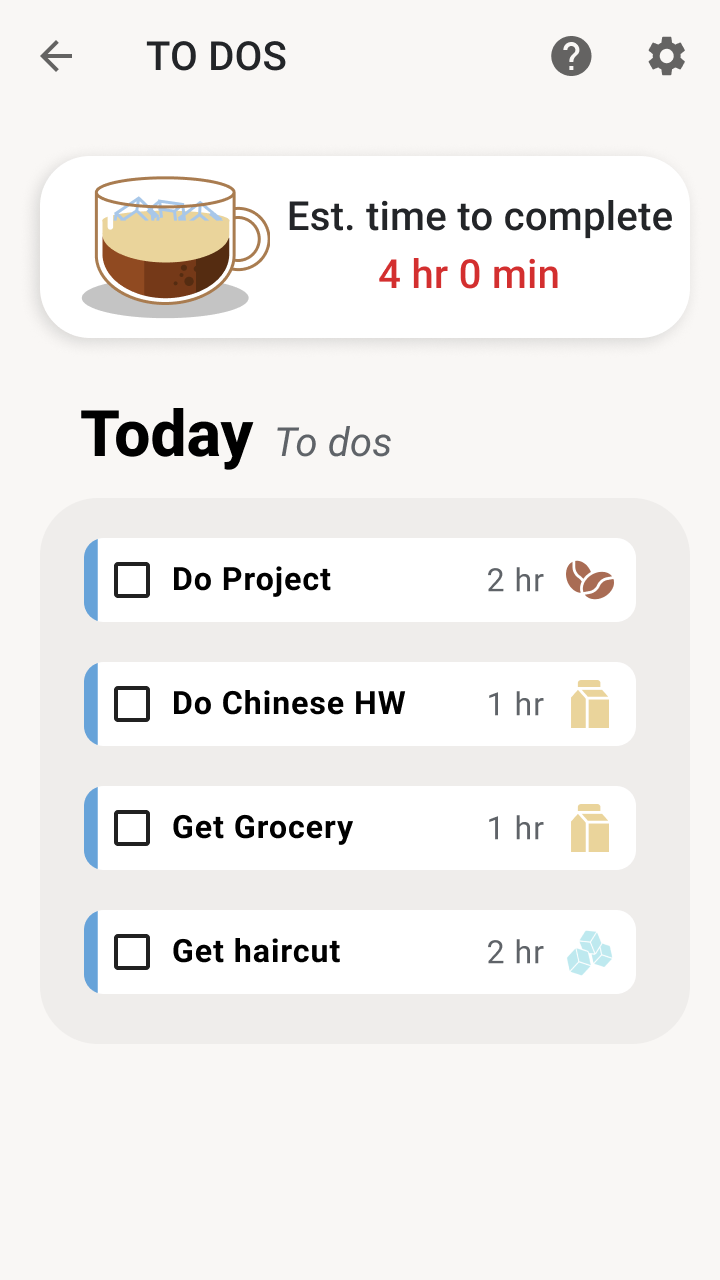 TO DOS
Est. time to complete
4 hr 0 min
Today To dos
Do Project 2 hr
Do Chinese HW 1 hr
Get Grocery 1 hr
Get haircut 2 hr